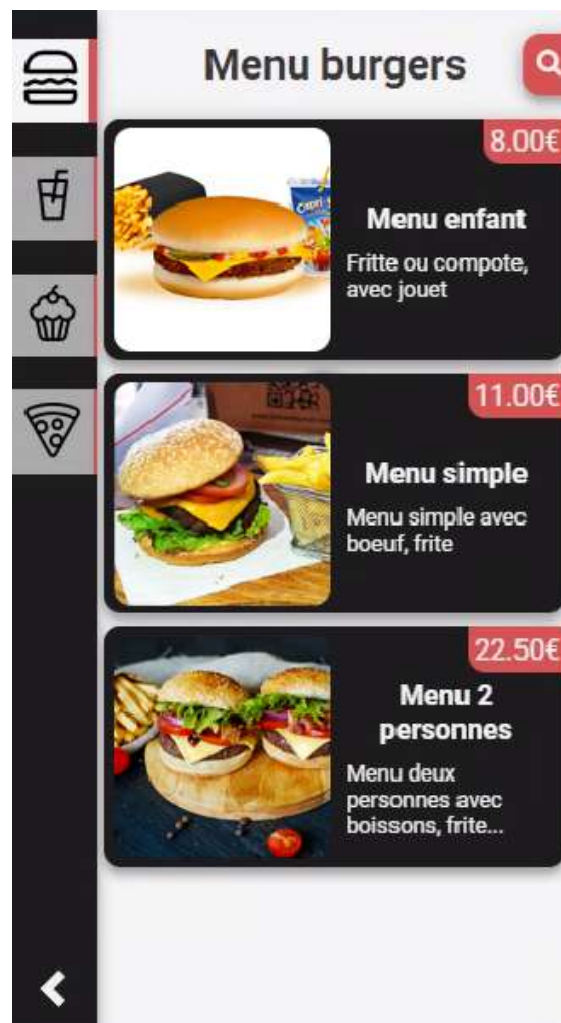 Menu burgers
8.00€
Menu enfant
Fritte ou compote,
avec jouet
11.00€
Menu simple
Menu simple avec
boeuf, frite
22.50€
Menu 2
personnes
Menu deux
personnes avec
boissons, frite...